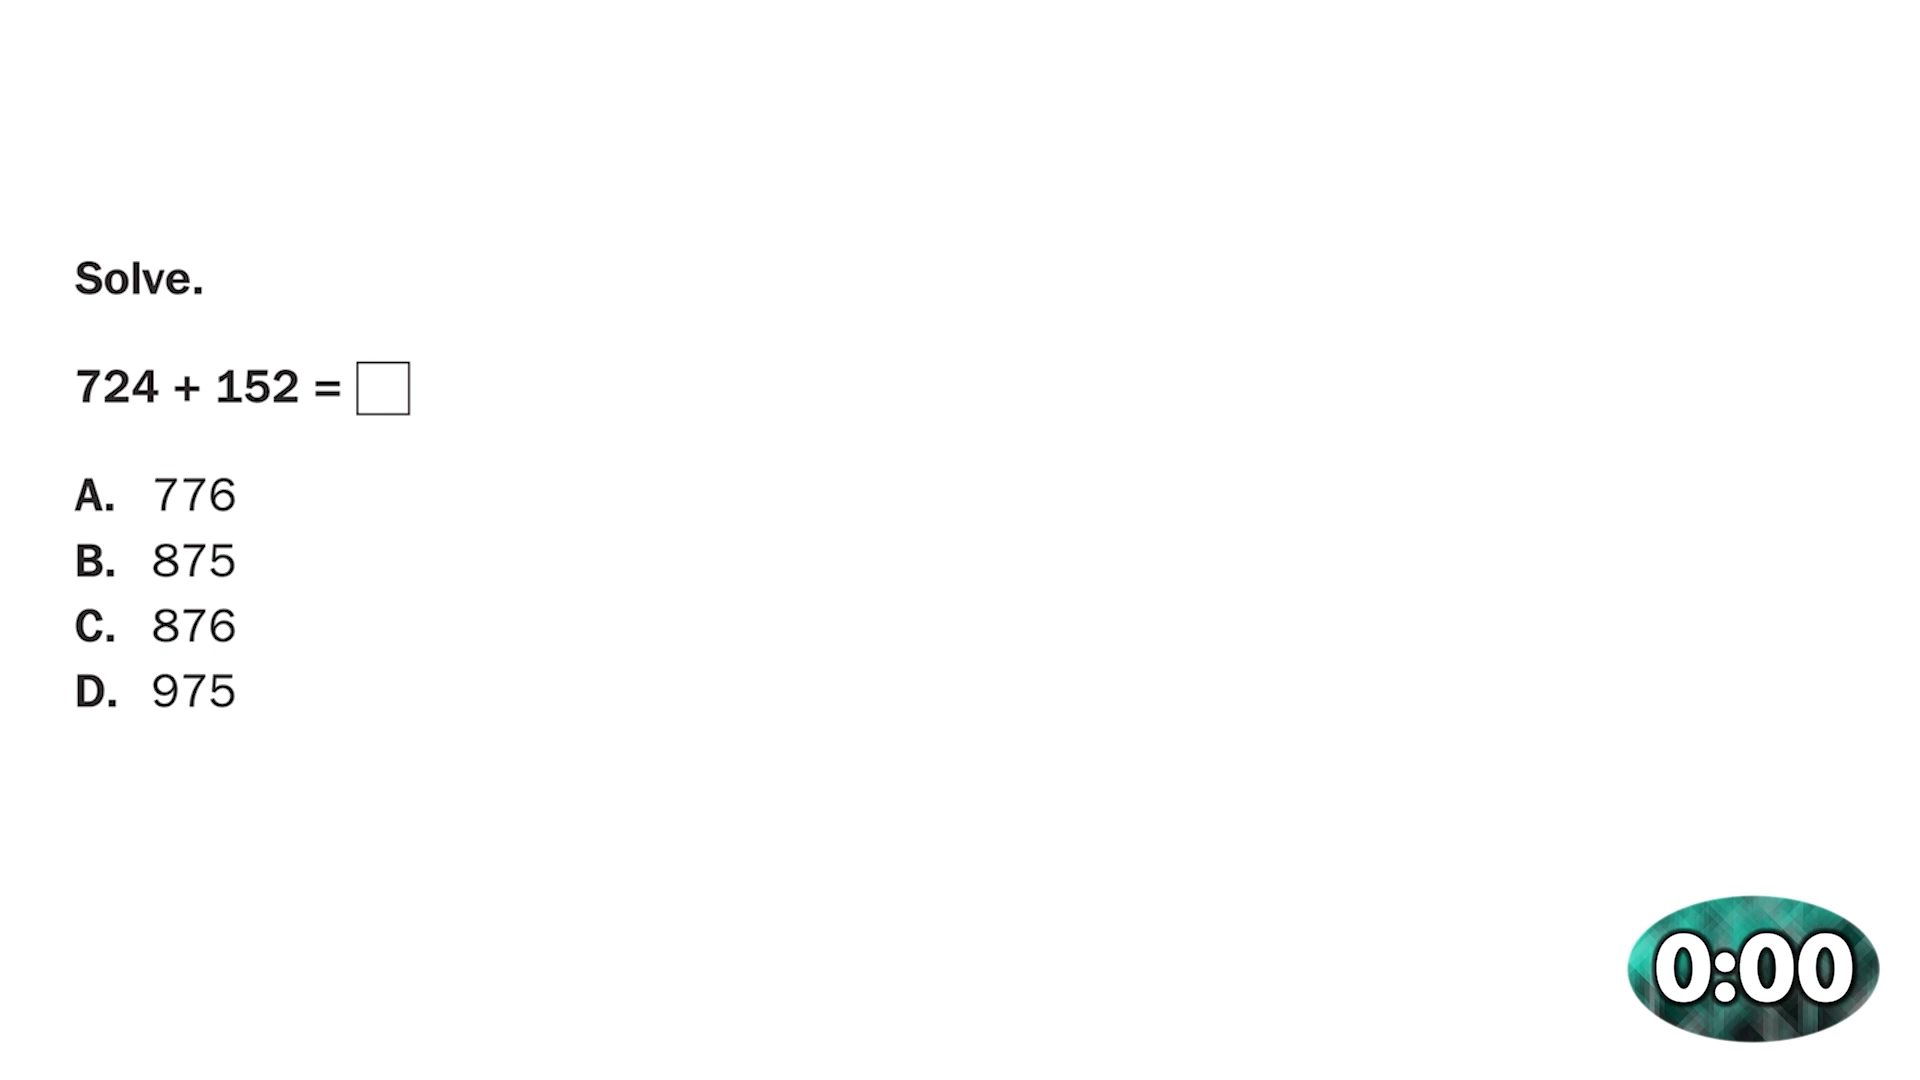 Solve.
724 + 152 = 
A. 776
B. 875
C. 876
D. 975
0:00